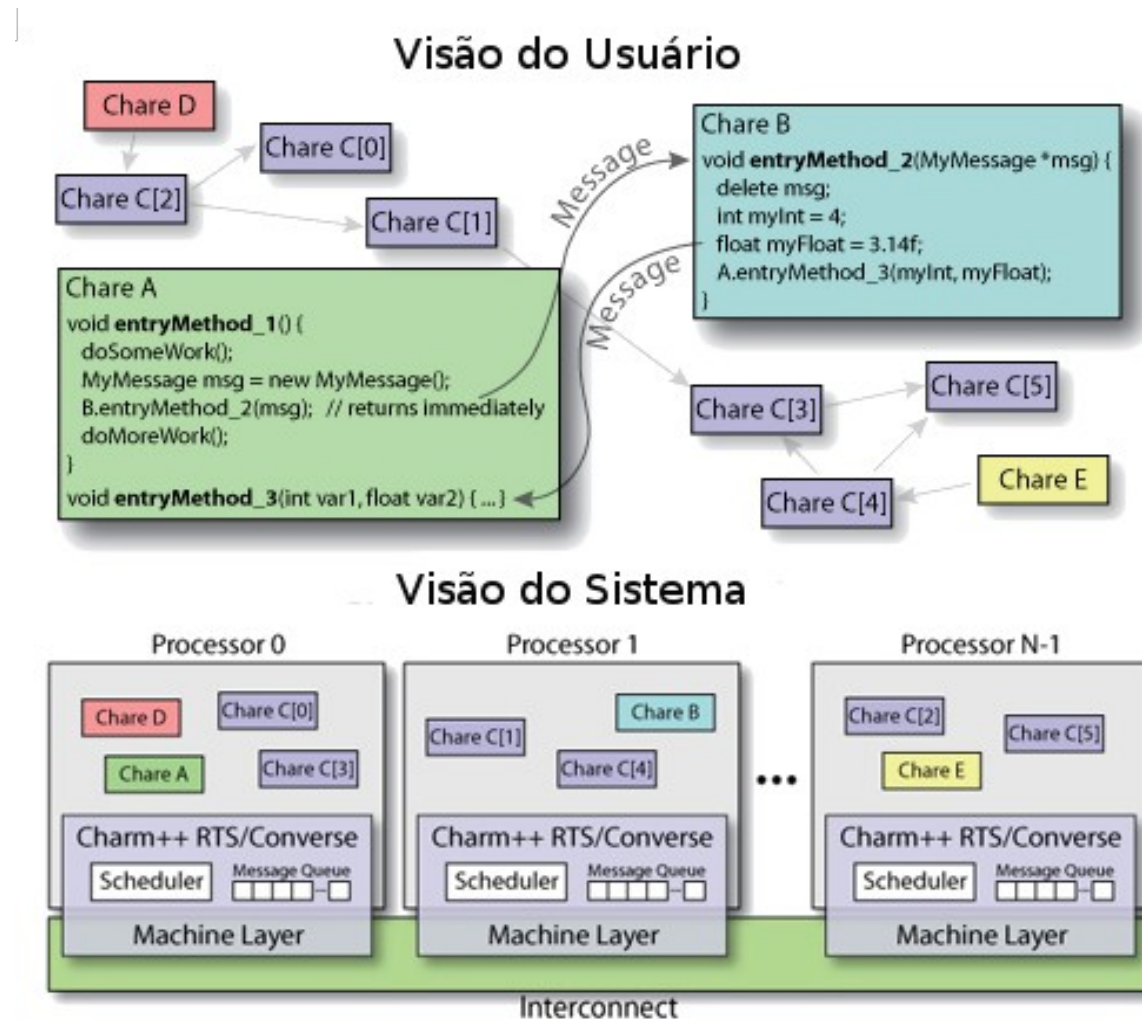 Visão do Usuário
Chare D
Chare C[0]
Chare C[2]
Chare C[1]
Message
Message
Chare B
void entryMethod_2(MyMessage *msg) {
delete msg;
int myInt = 4;
float myFloat = 3.14f;
A.entryMethod_3(myInt, myFloat);
}
Chare A
void entryMethod_1() {
doSomeWork();
MyMessage msg = new MyMessage();
B.entryMethod_2(msg); // returns immediately
doMoreWork();
}
void entryMethod_3(int var1, float var2) { ... }
Chare C[3]
Chare C[5]
Chare C[4]
Chare E
Visão do Sistema
Processor 0
Chare D
Chare C[0]
Chare A
Chare C[3]
Charm++ RTS/Converse
Scheduler
Message Queue
Machine Layer
Processor 1
Chare B
Chare C[1]
Chare C[4]
Charm++ RTS/Converse
Scheduler
Message Queue
Machine Layer
...
Processor N-1
Chare C[2]
Chare C[5]
Chare E
Charm++ RTS/Converse
Scheduler
Message Queue
Machine Layer
Interconnect